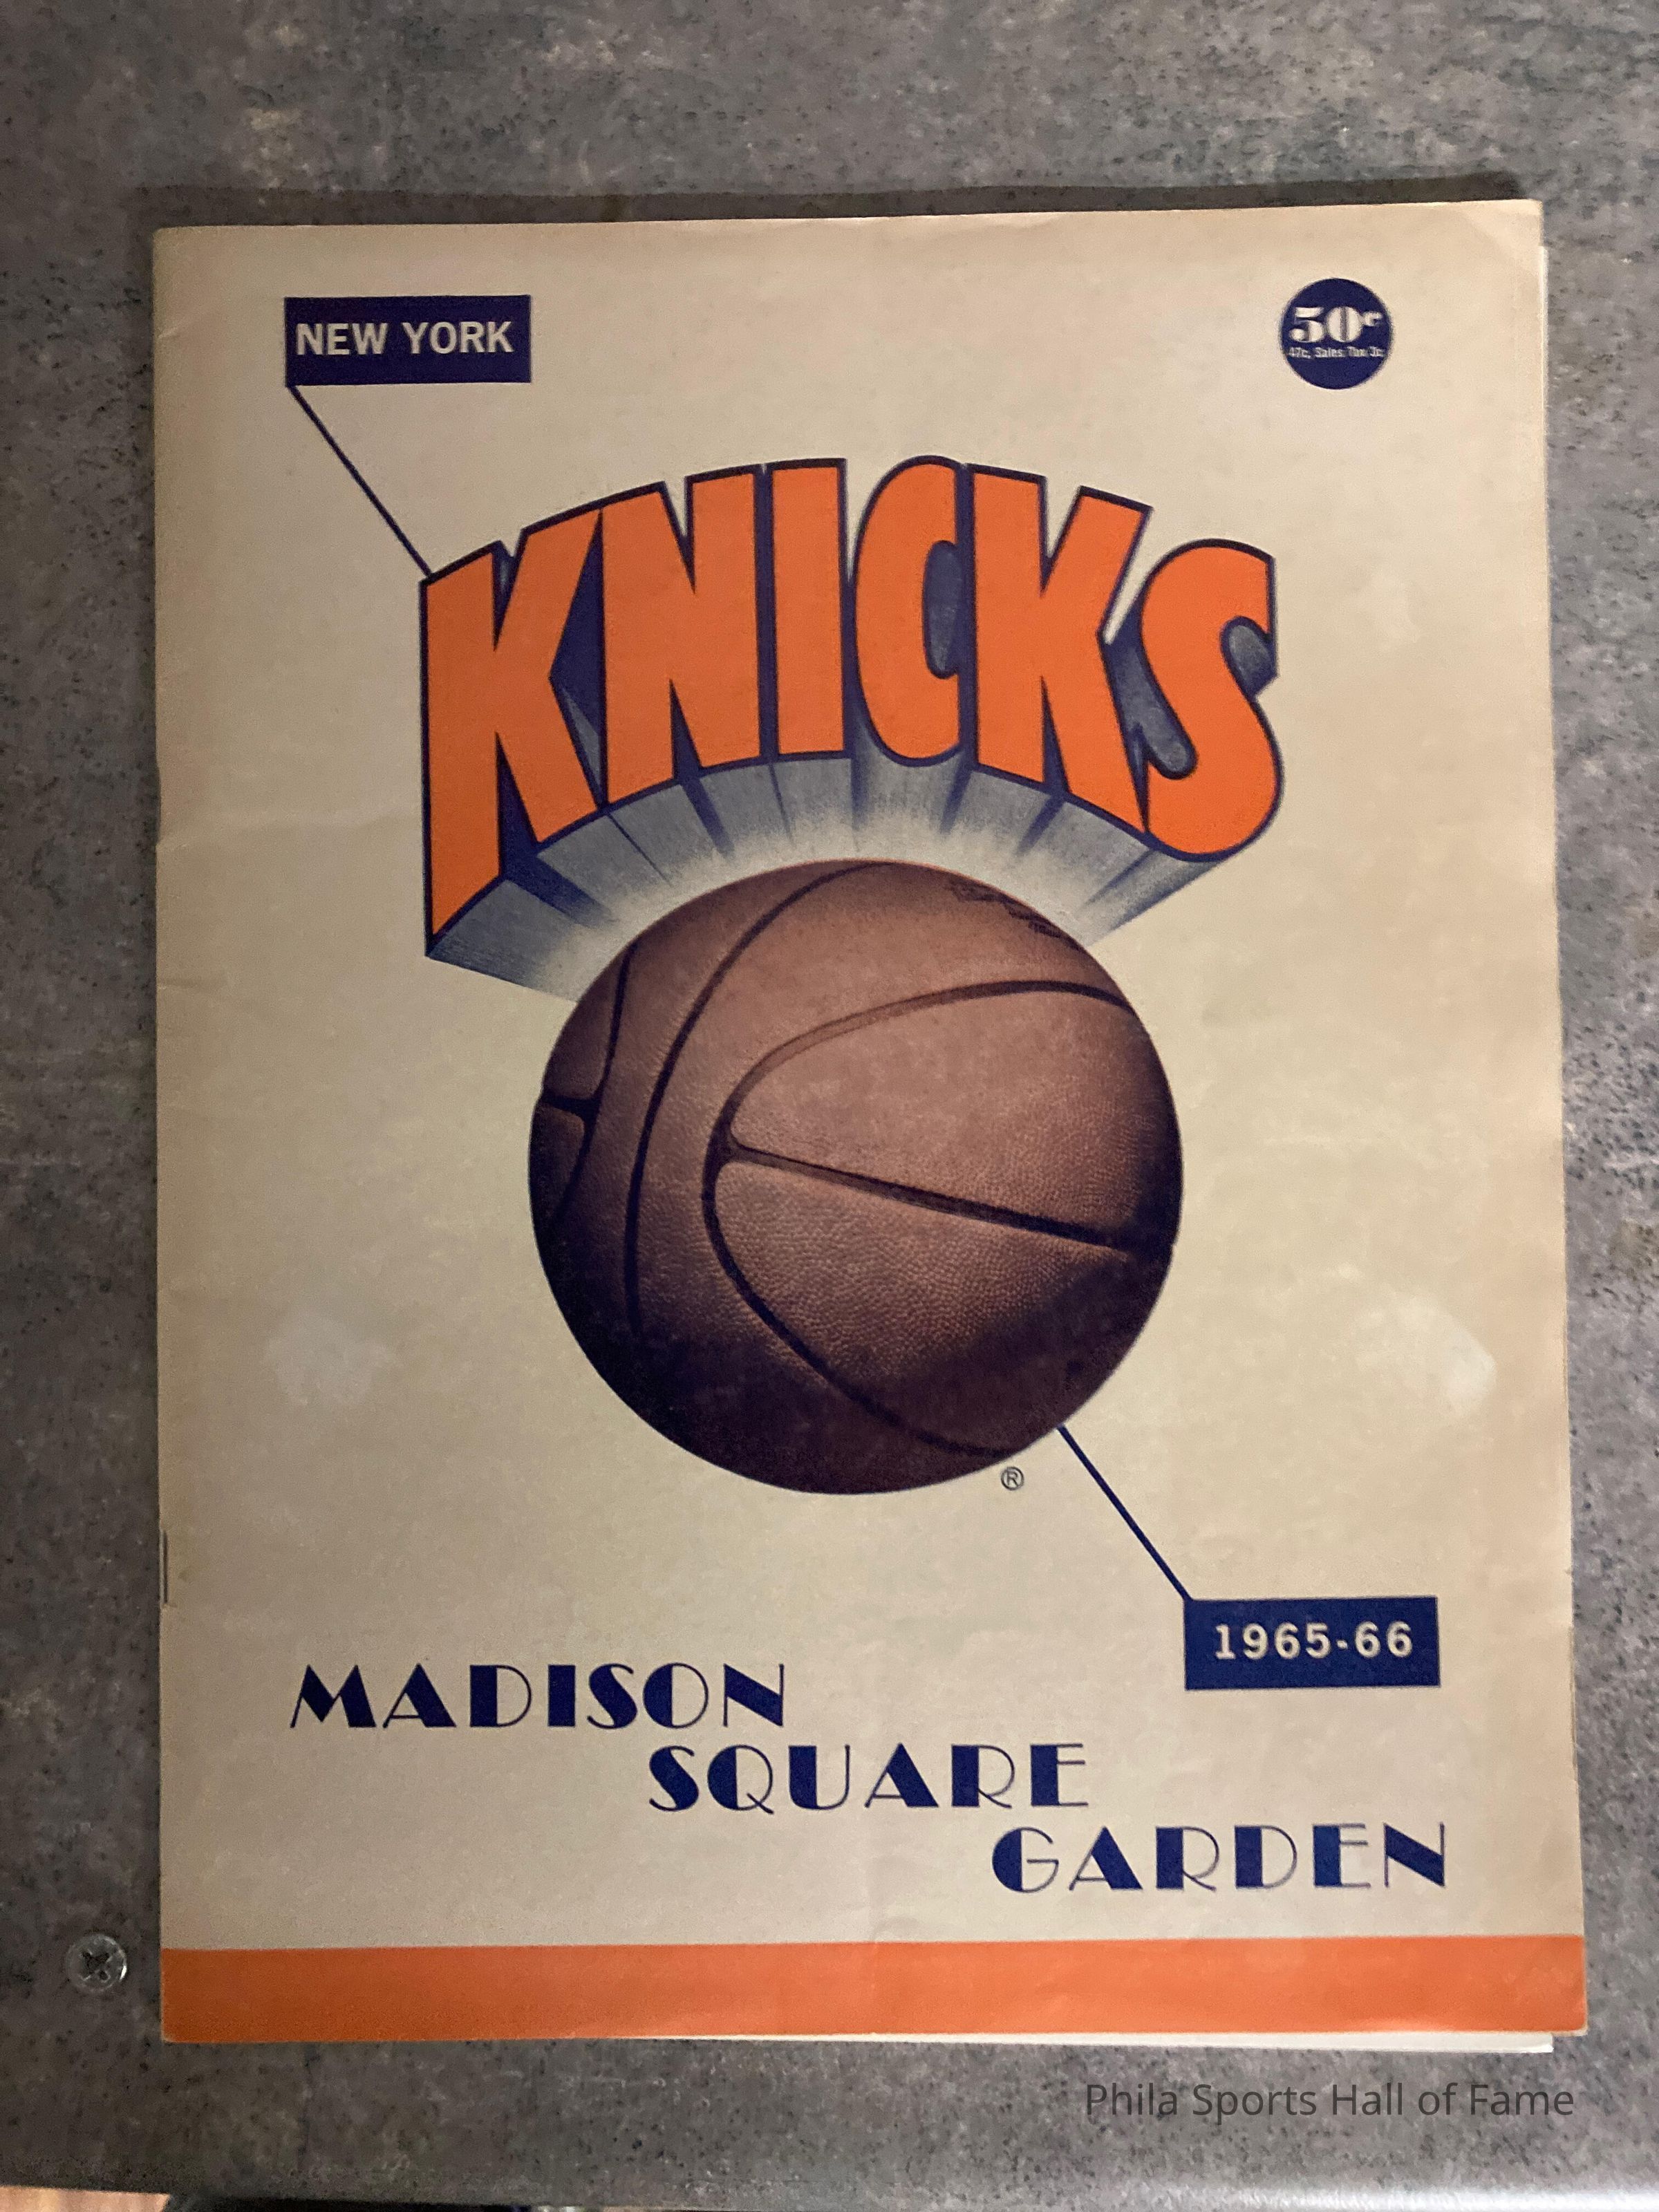 NEW YORK
50¢
47c, Sales Tax 3c
KNICKS
®
1965-66
MADISON
SQUARE
GARDEN
Phila Sports Hall of Fame